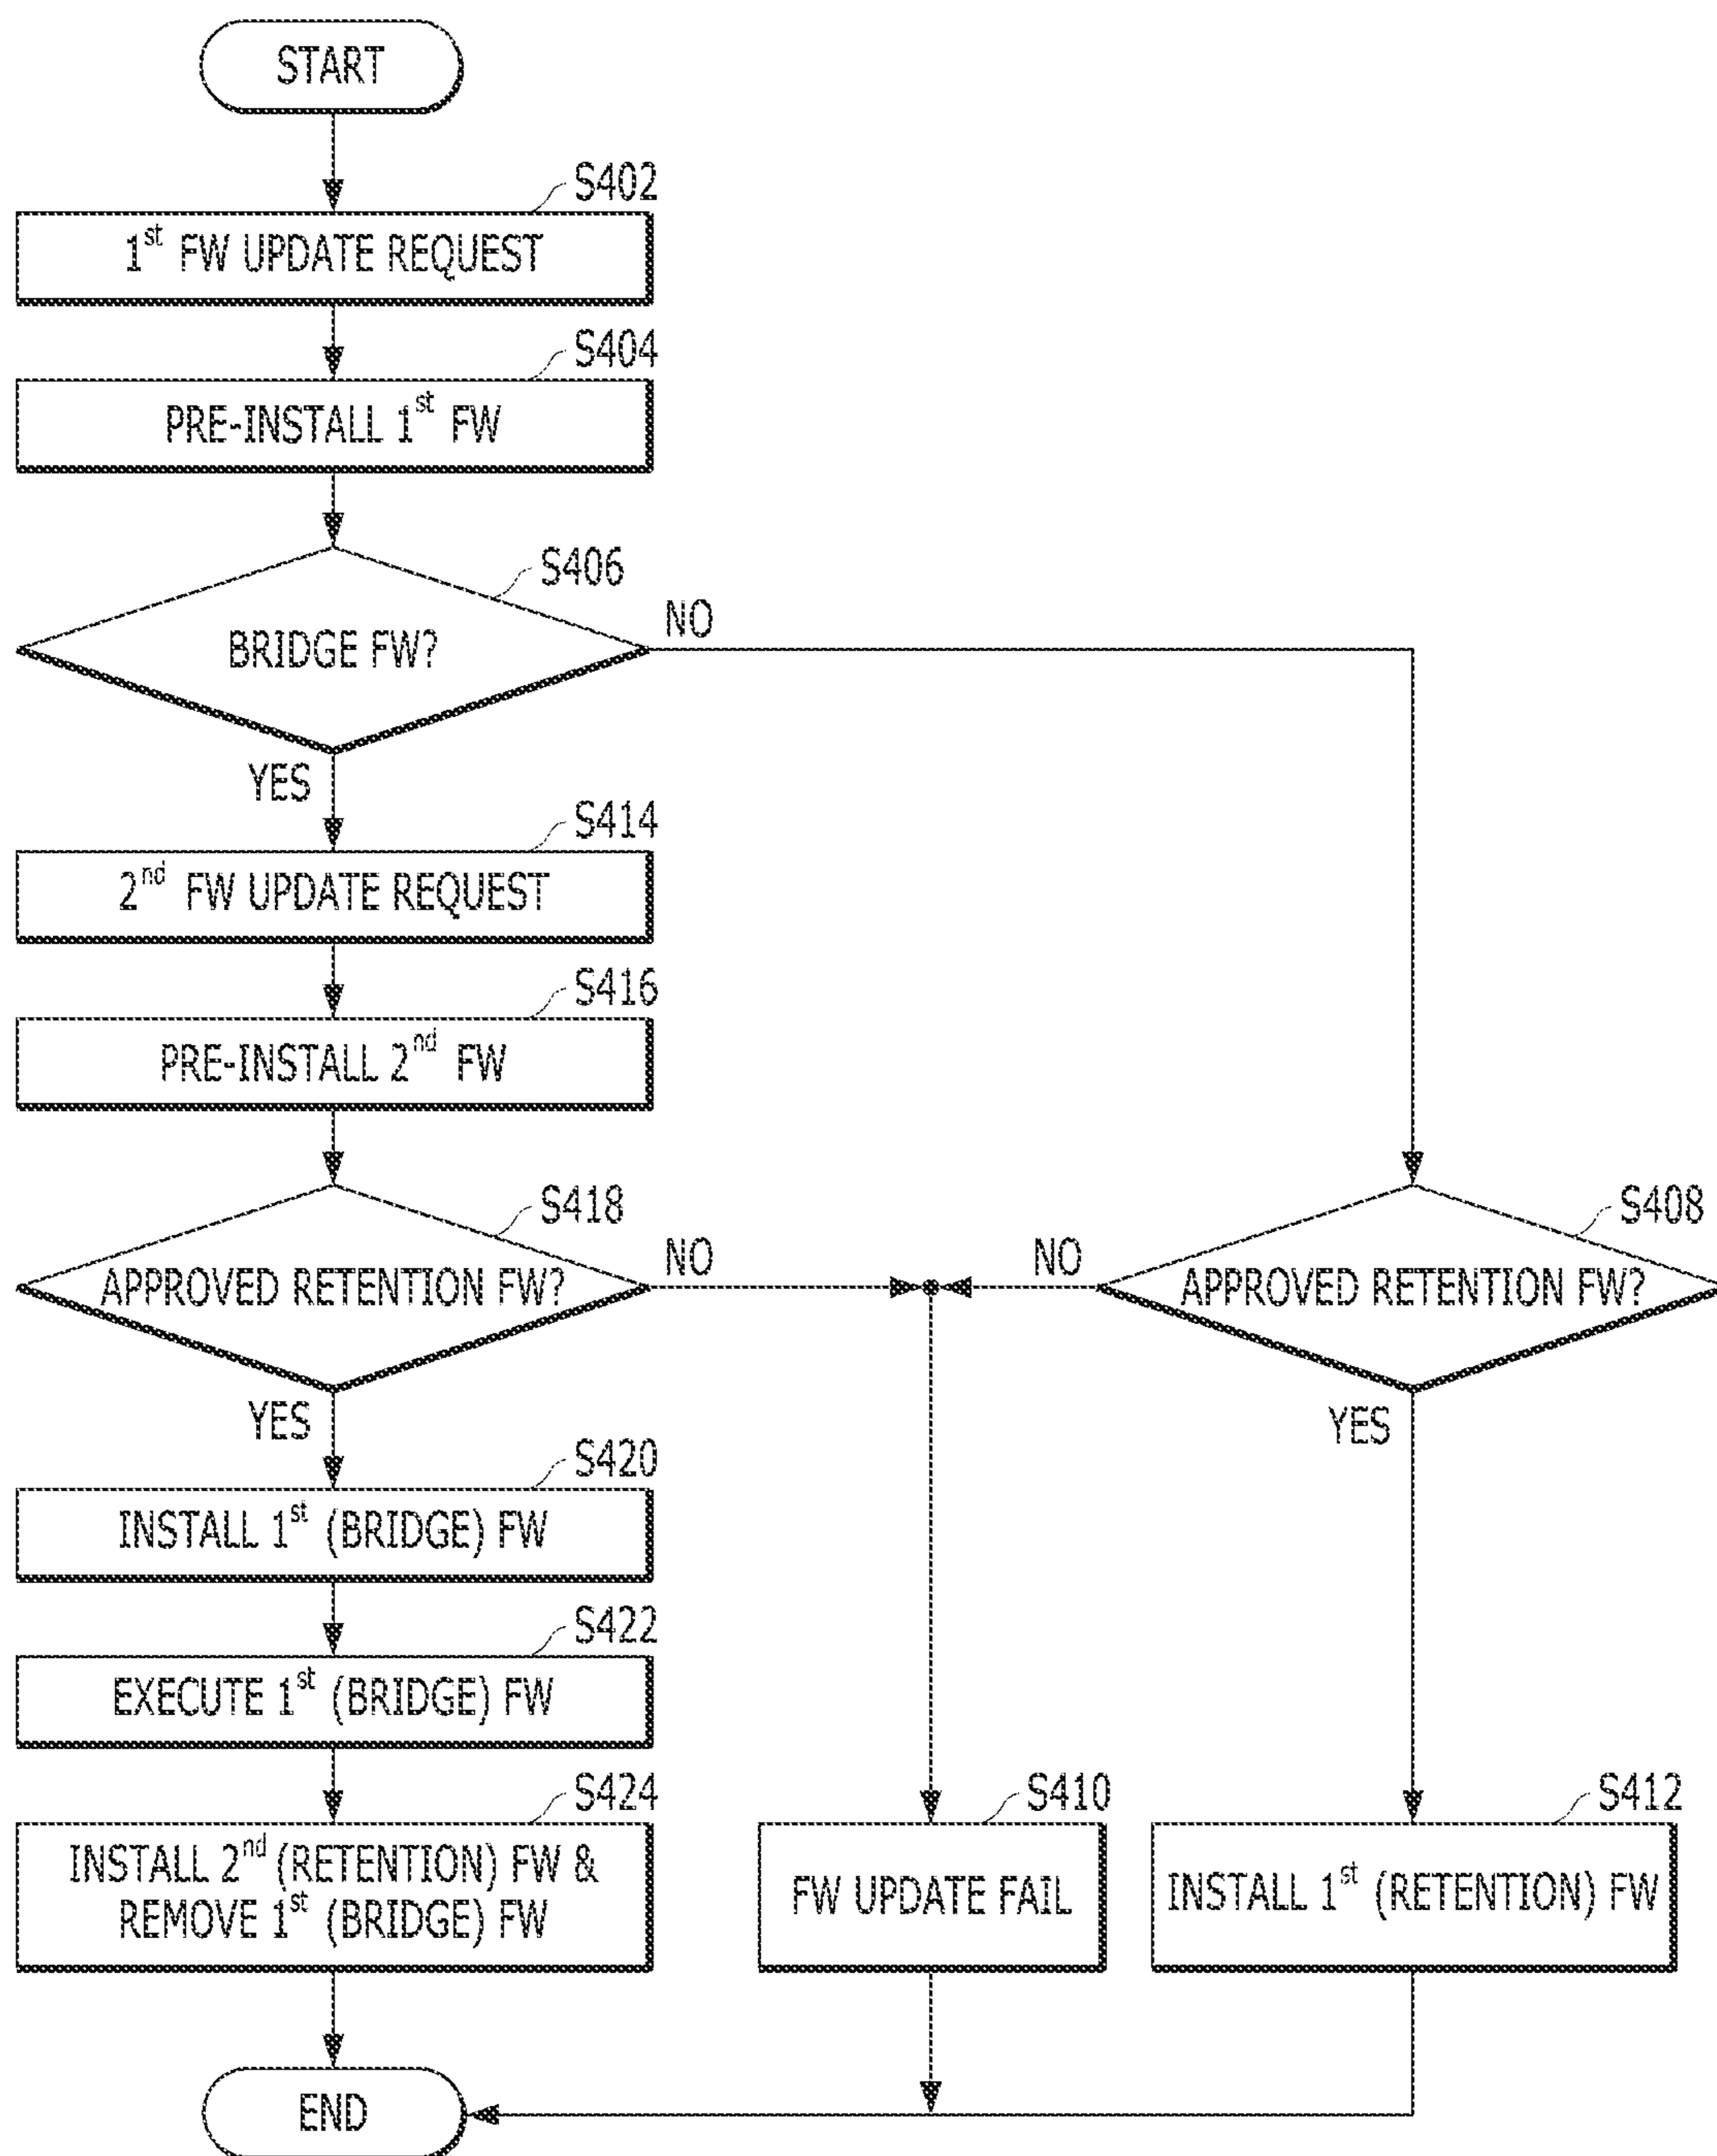 START
S402
1st FW UPDATE REQUEST
S404
PRE-INSTALL 1st FW
S406
BRIDGE FW?
NO
YES
S414
2nd FW UPDATE REQUEST
S416
PRE-INSTALL 2nd FW
S418
APPROVED RETENTION FW?
NO
YES
S408
APPROVED RETENTION FW?
NO
YES
S420
INSTALL 1st (BRIDGE) FW
S422
EXECUTE 1st (BRIDGE) FW
S424
INSTALL 2nd (RETENTION) FW &
REMOVE 1st (BRIDGE) FW
S410
FW UPDATE FAIL
S412
INSTALL 1st (RETENTION) FW
END